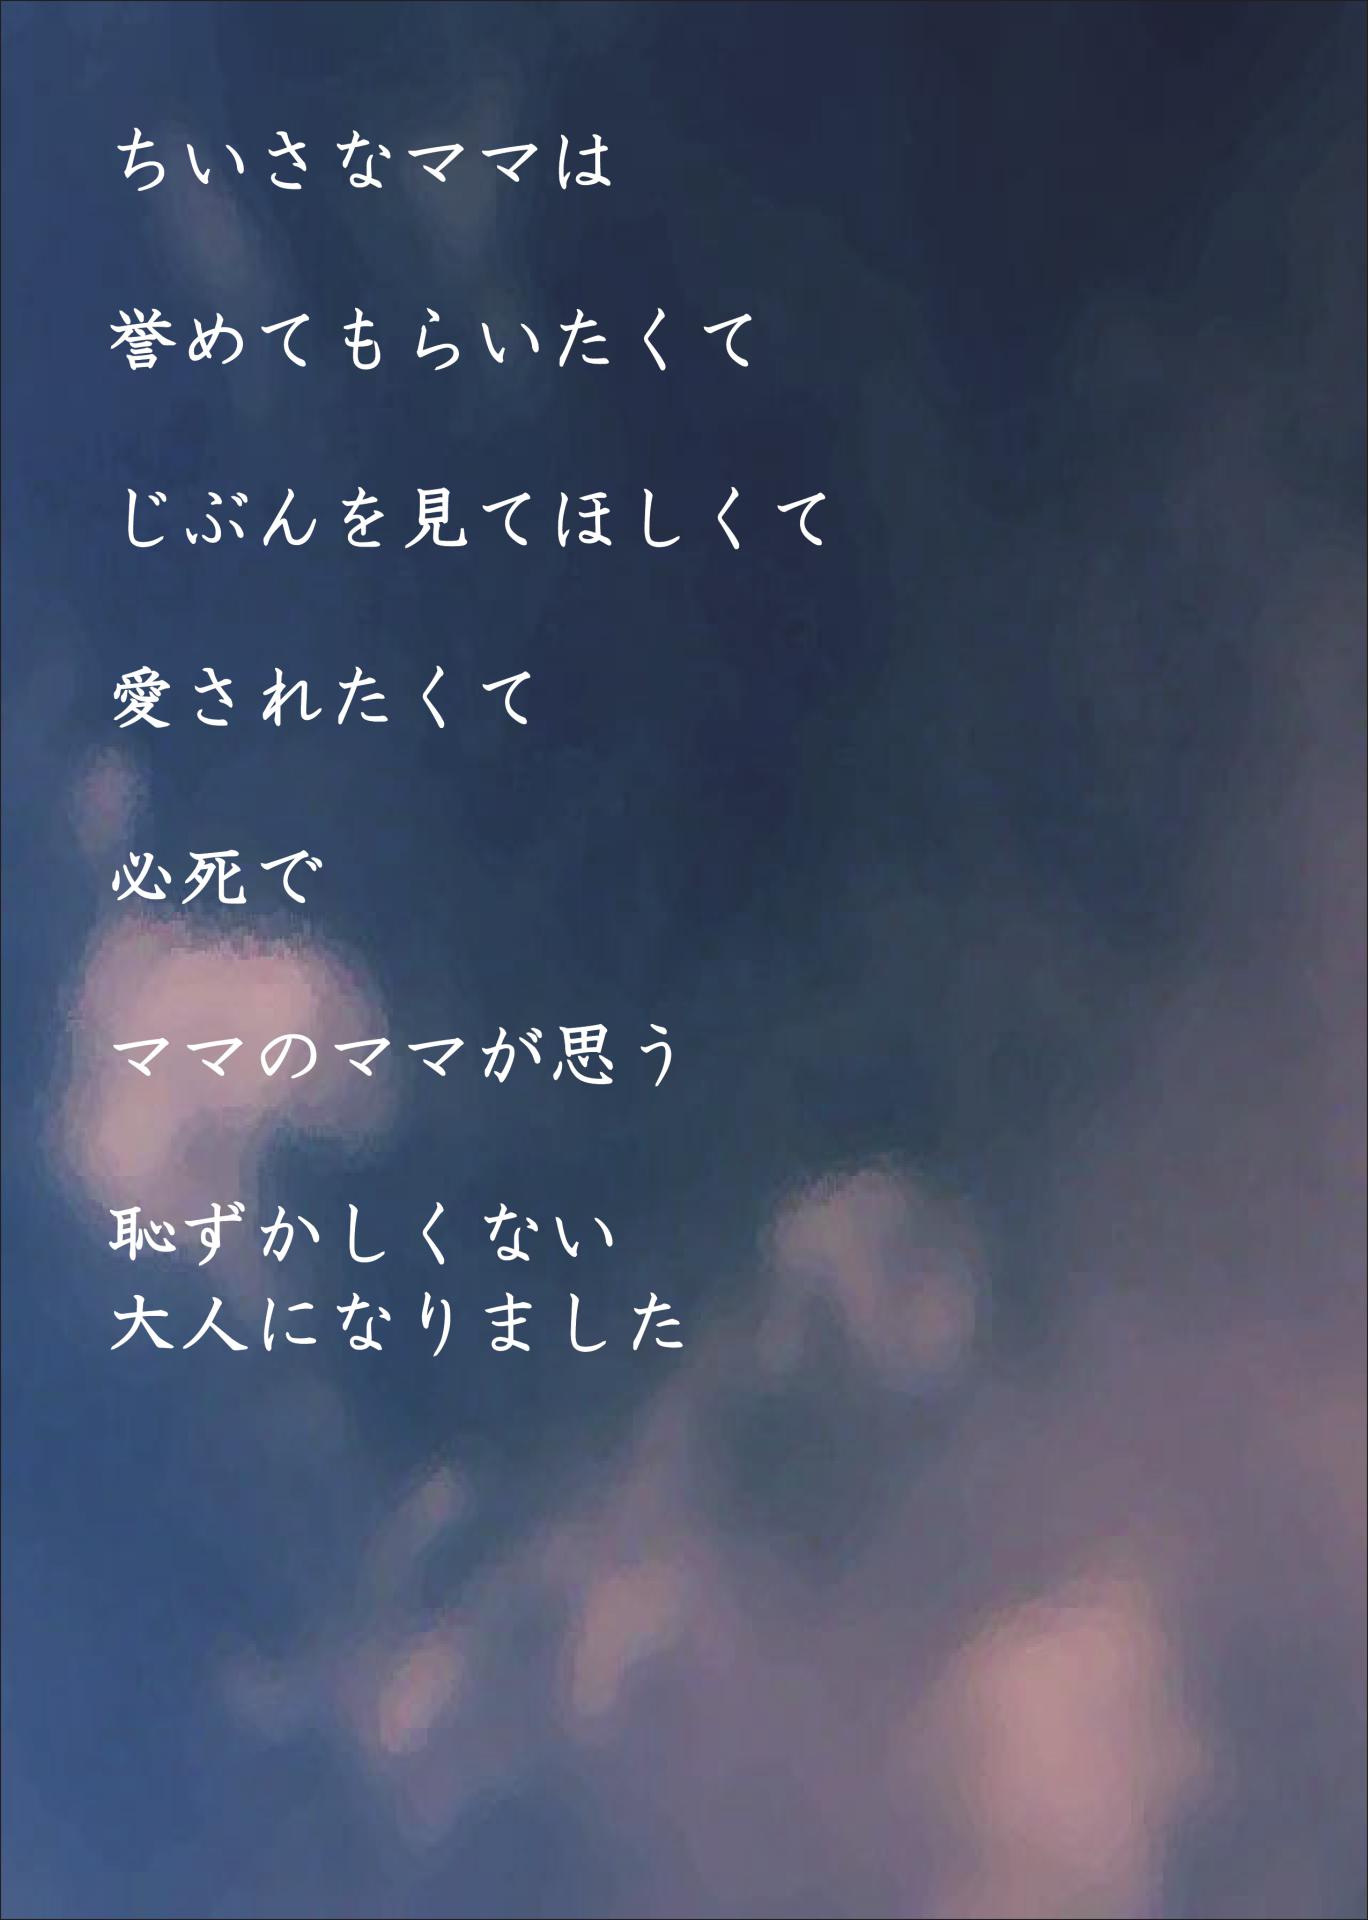 ちいさなママは
誉めてもらいたくて
じぶんを見てほしくて
愛されたくて
必死で
ママのママが思う
恥ずかしくない
大人になりました